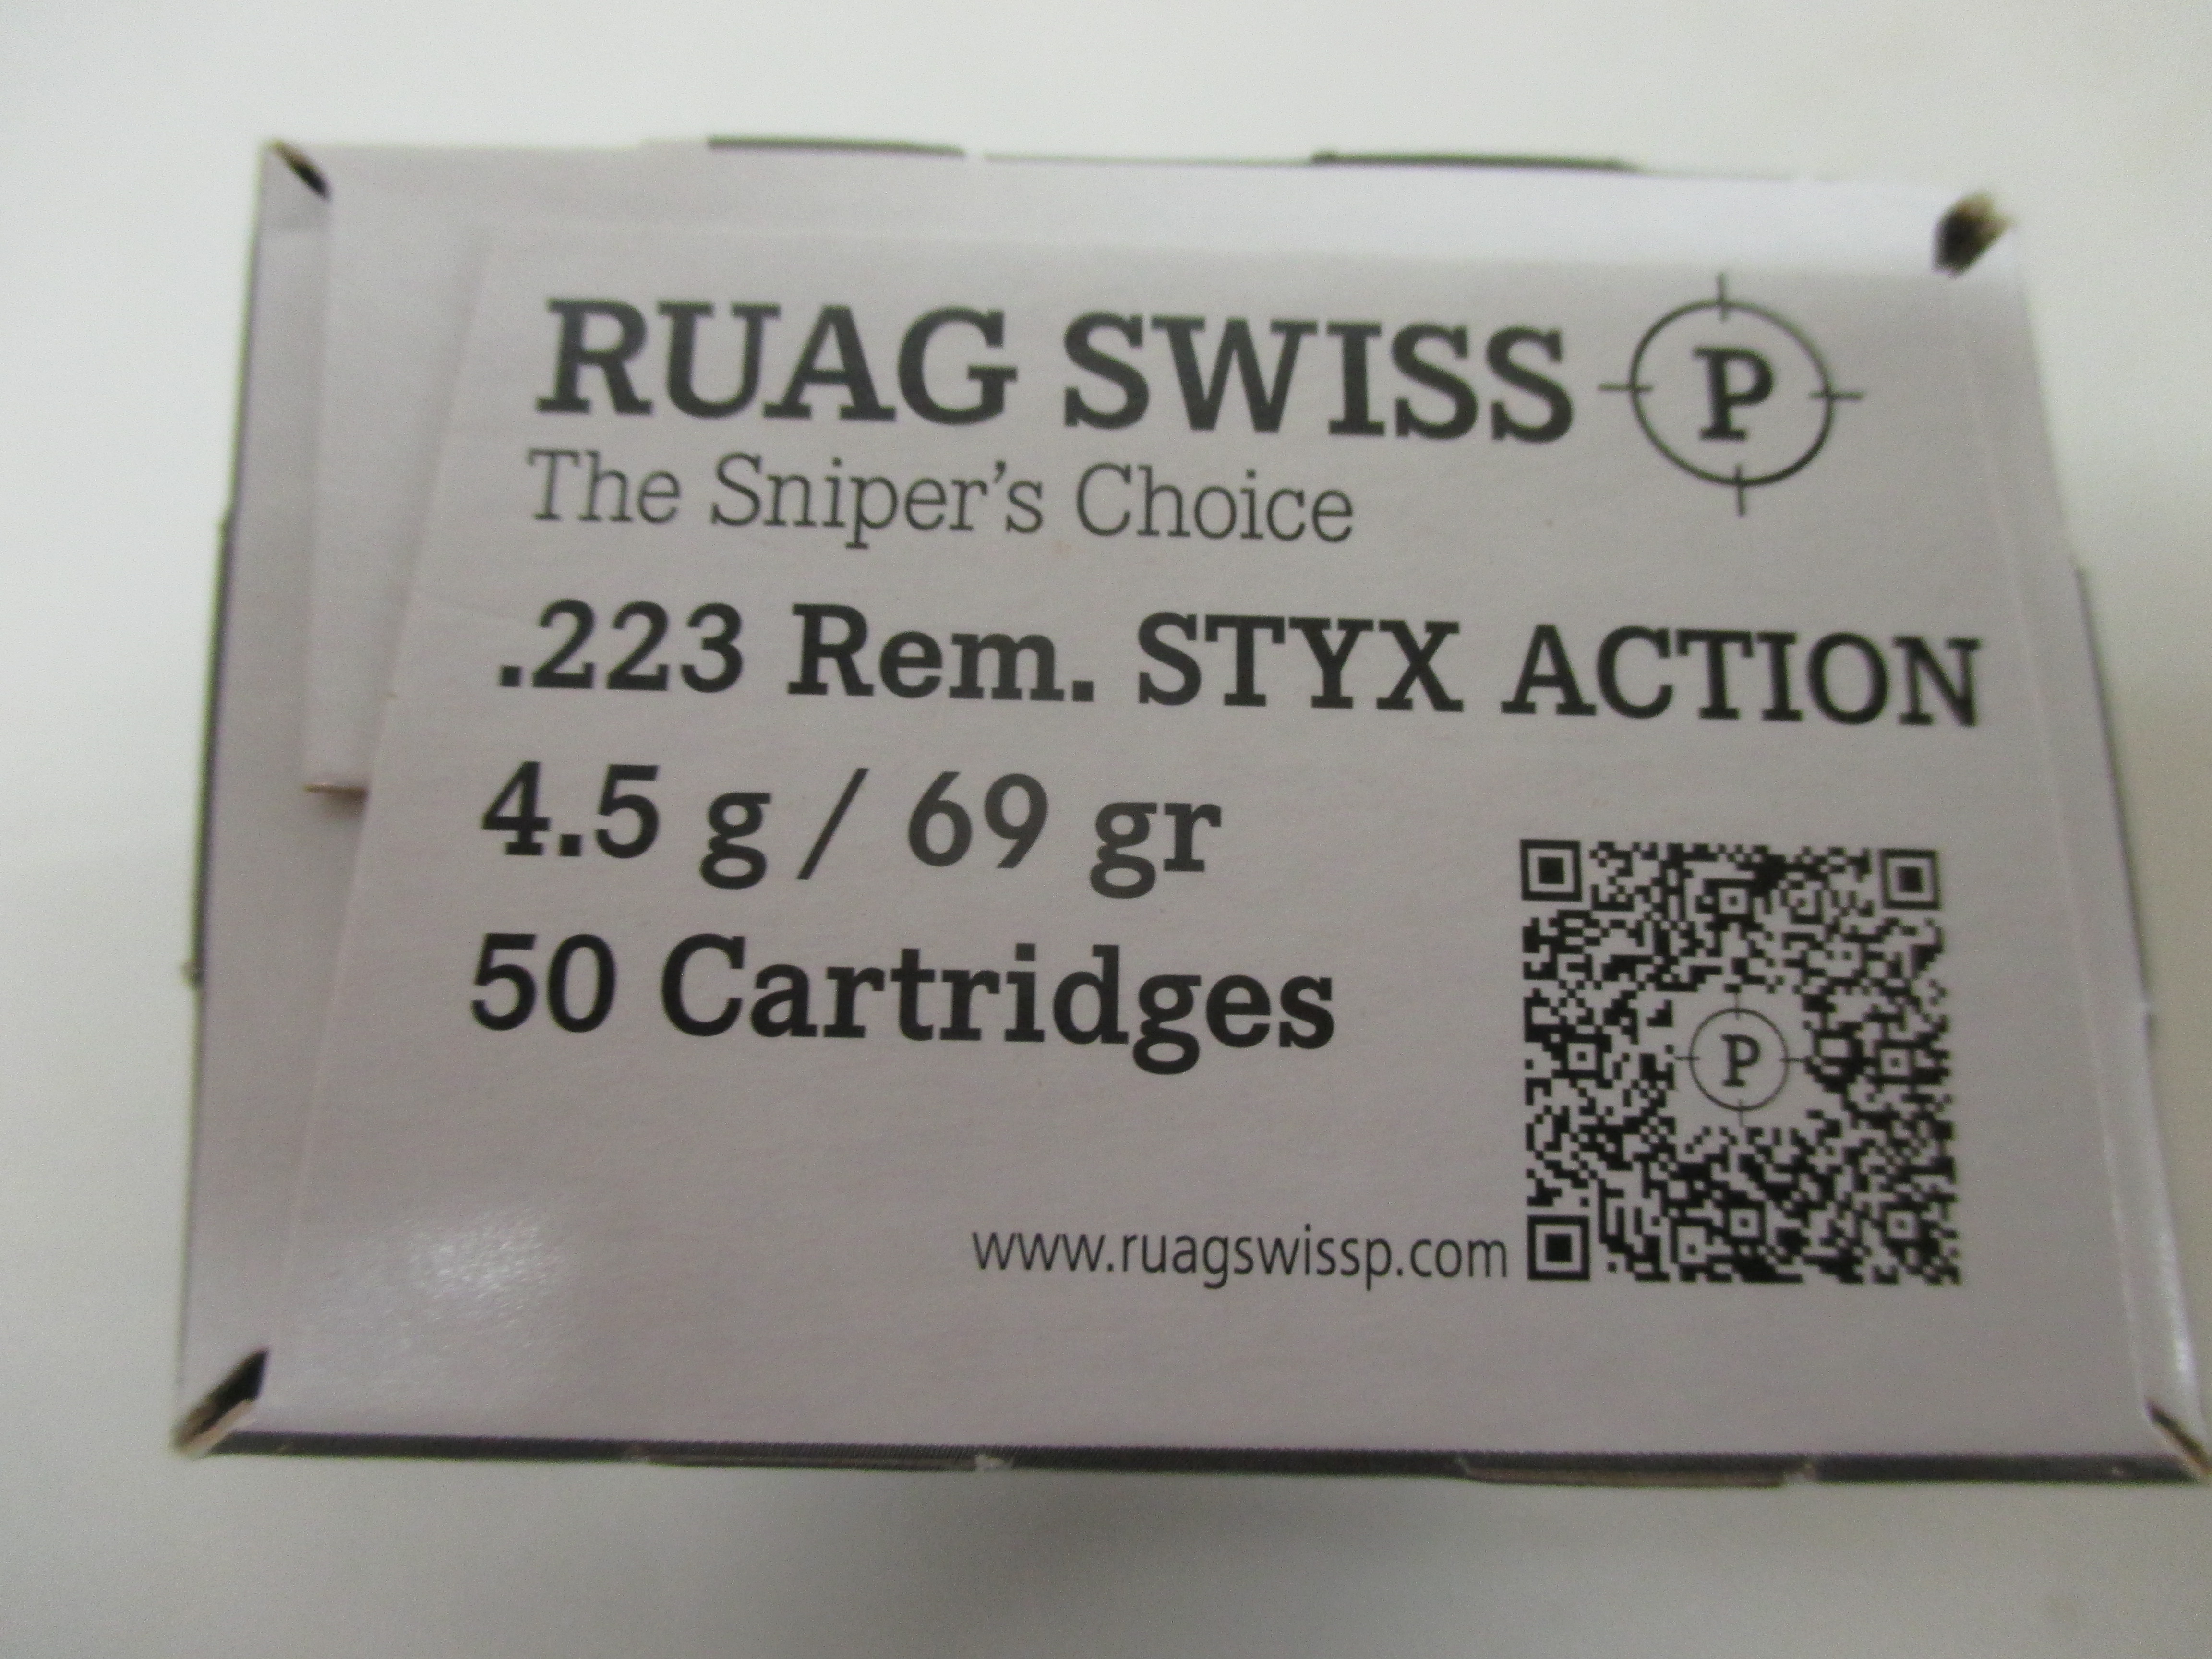 RUAG SWISS P
The Sniper's Choice
.223 Rem. STYX ACTION
4.5 g / 69 gr
50 Cartridges
P
www.ruagswissp.com